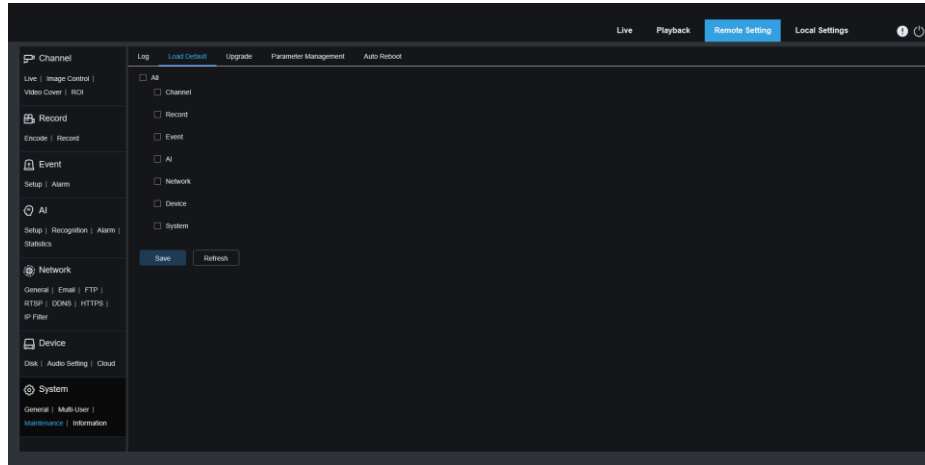 Live Playback Remote Setting Local Settings
Channel
Live | Image Control |
Video Cover | ROI
Record
Encode | Record
Event
Setup | Alarm
AI
Setup | Recognition | Alarm |
Statistics
Network
General | Email | FTP |
RTSP | DDNS | HTTPS |
IP Filter
Device
Disk | Audio Setting | Cloud
System
General | Multi-User |
Maintenance | Information
Log Load Default Upgrade Parameter Management Auto Reboot
All
Channel
Record
Event
AI
Network
Device
System
Save Refresh